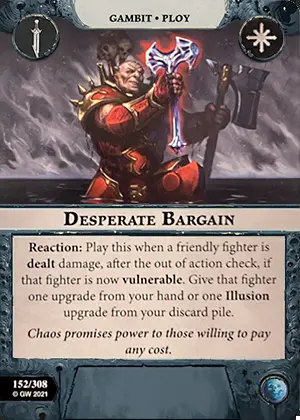 GAMBIT • PLOY
DESPERATE BARGAIN
Reaction: Play this when a friendly fighter is
dealt damage, after the out of action check, if
that fighter is now vulnerable. Give that fighter
one upgrade from your hand or one Illusion
upgrade from your discard pile.
Chaos promises power to those willing to pay
any cost.
152/308
© GW 2021